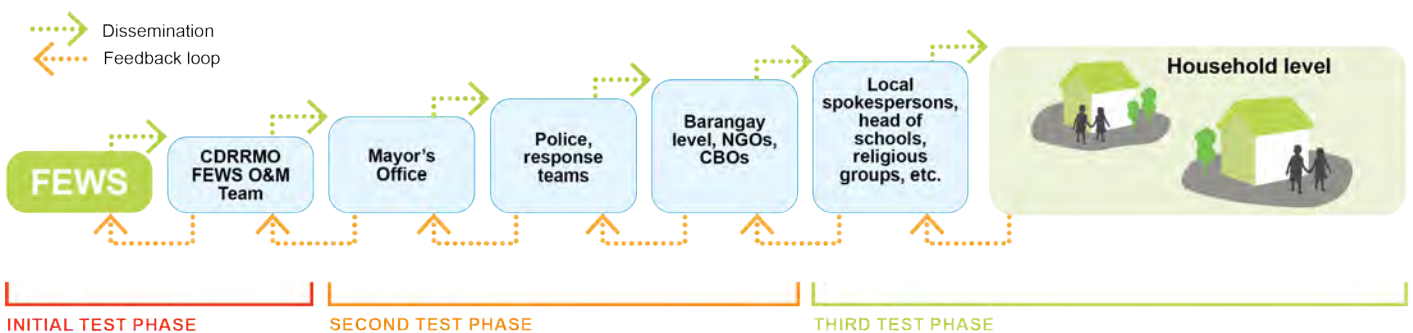 Dissemination
Feedback loop
FEWS
CDRRMO
FEWS O&M
Team
Mayor's
Office
Police,
response
teams
Barangay
level, NGOs,
CBOs
Local
spokespersons,
head of
schools,
religious
groups, etc.
Household level
INITIAL TEST PHASE
SECOND TEST PHASE
THIRD TEST PHASE